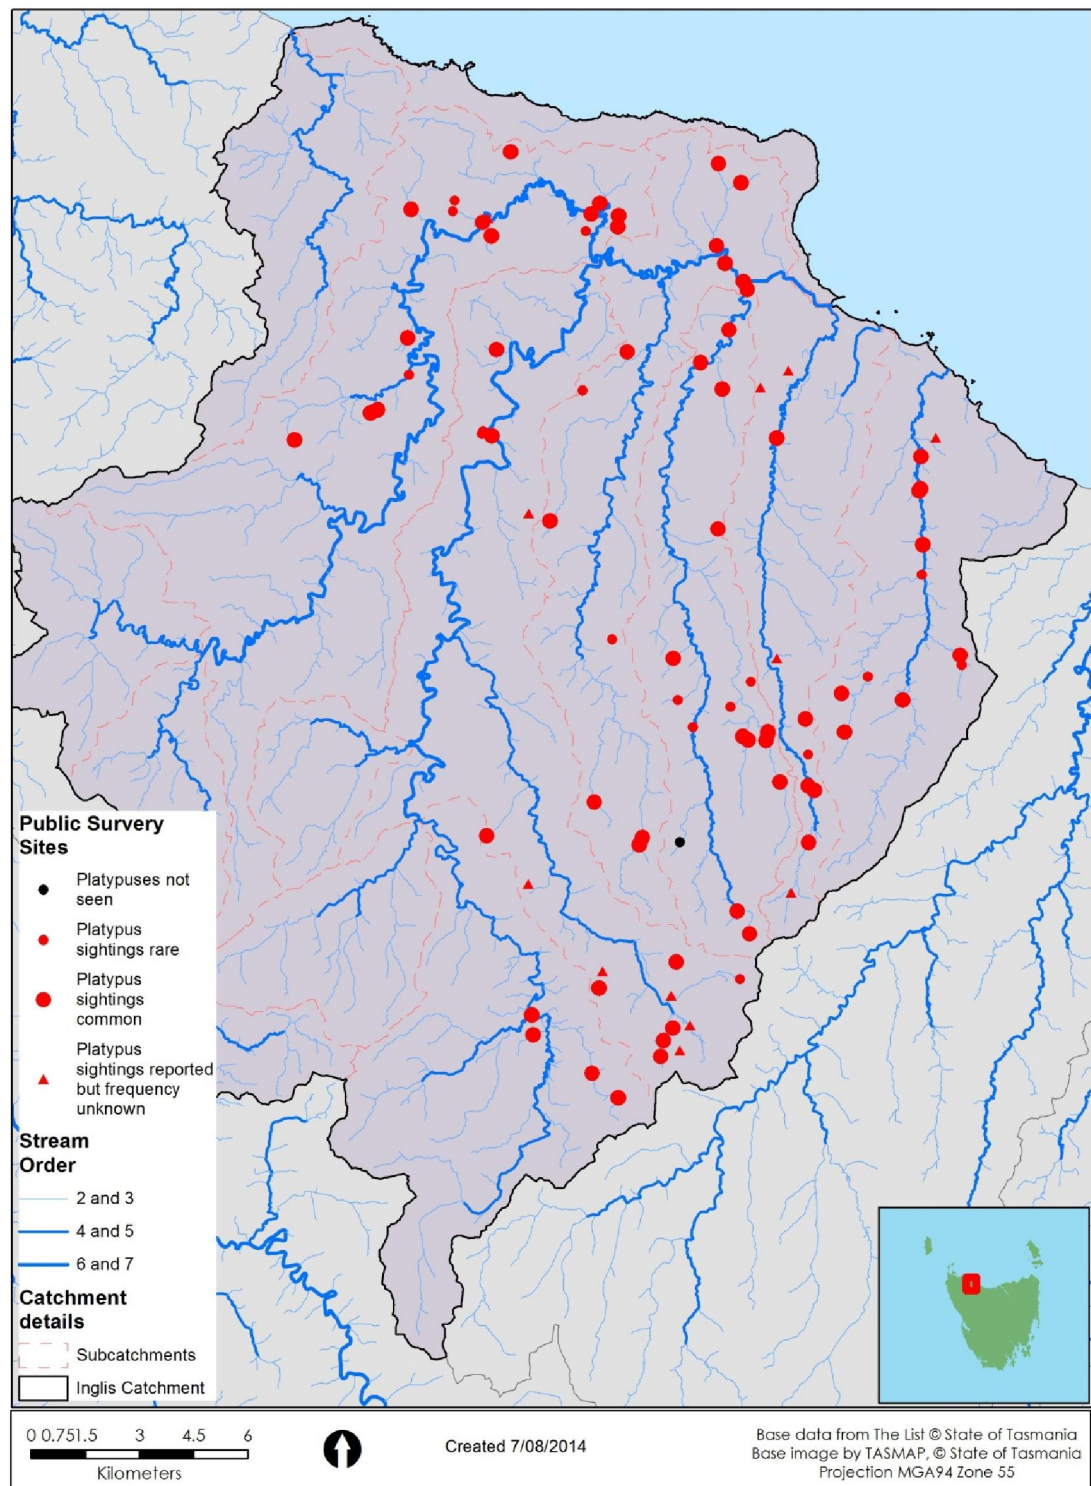 Public Survery
Sites
Platypuses not
seen
Platypus
sightings rare
Platypus
sightings
common
Platypus
sightings reported
but frequency
unknown
Stream
Order
2 and 3
4 and 5
6 and 7
Catchment
details
Subcatchments
Inglis Catchment
0 0.751.5 3 4.5 6
Kilometers
Created 7/08/2014
Base data from The List © State of Tasmania
Base image by TASMAP, © State of Tasmania
Projection MGA94 Zone 55